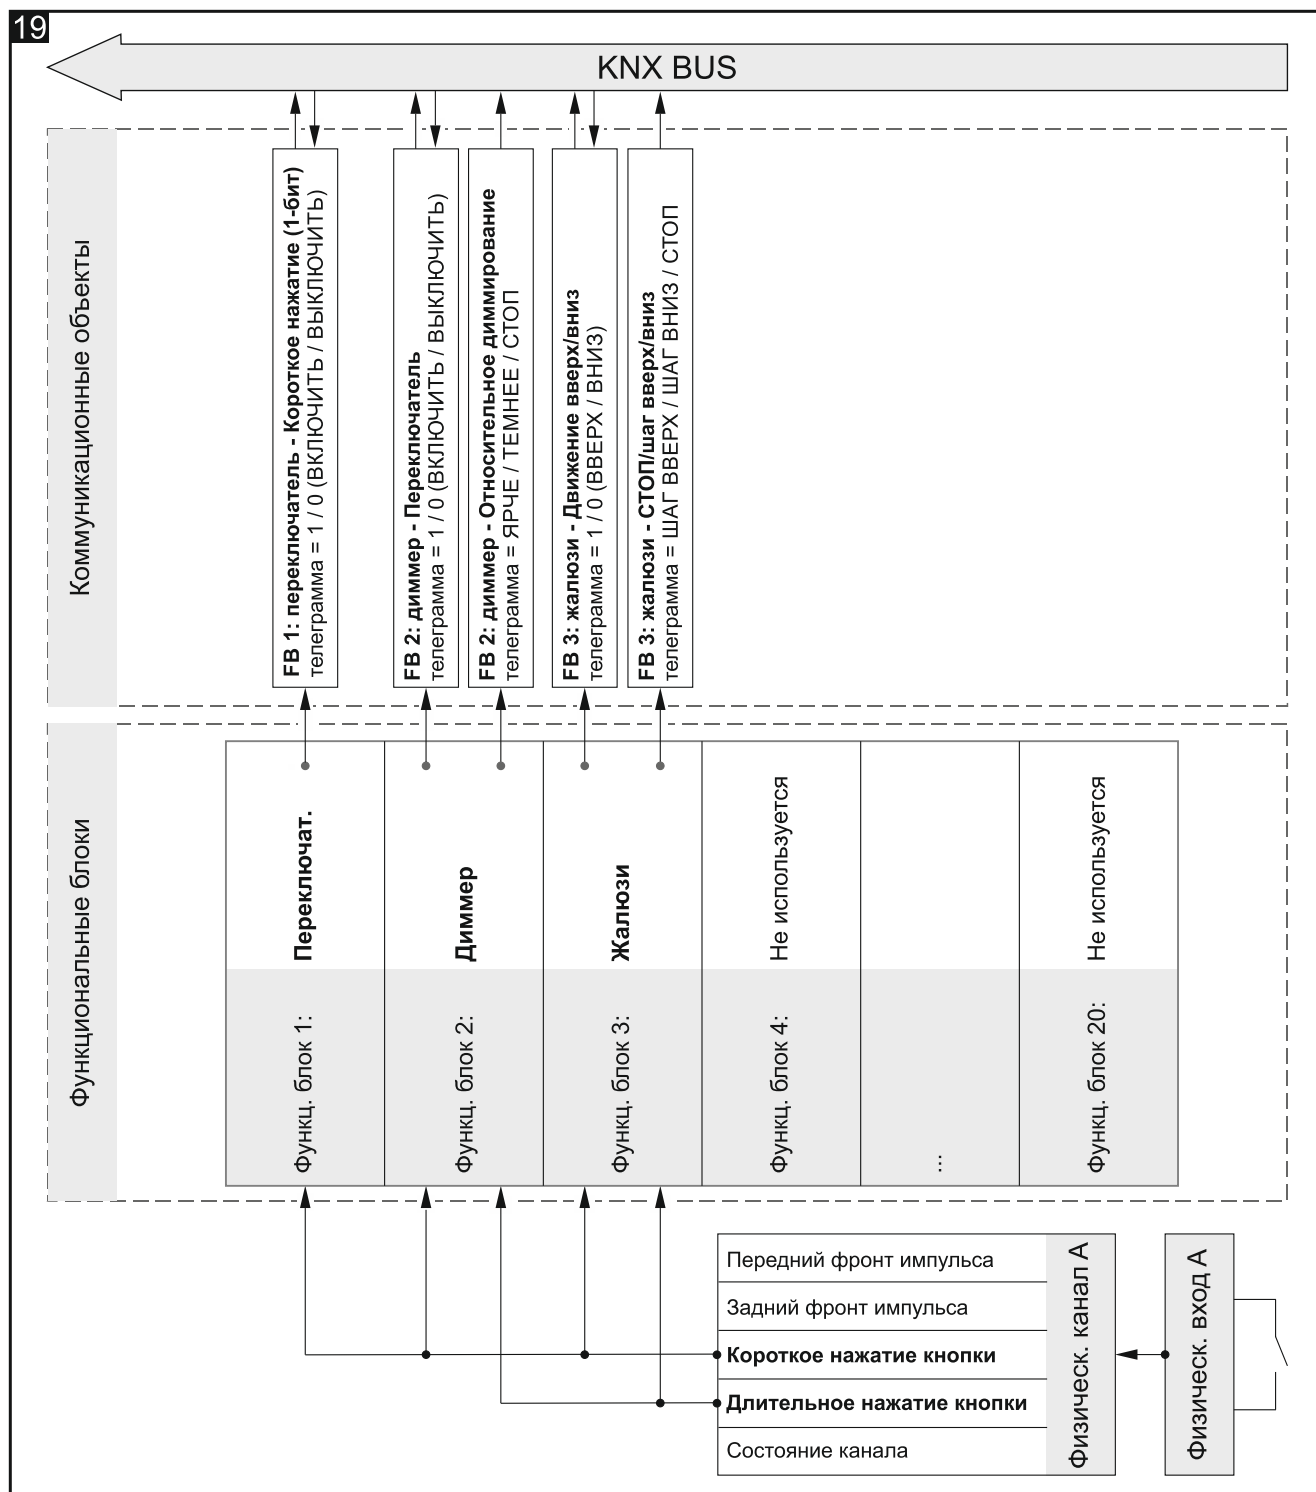 19
KNX BUS
Коммуникационные объекты
FB 1: переключатель - Короткое нажатие (1-бит)
телеграмма = 1 / 0 (ВКЛЮЧИТЬ / ВЫКЛЮЧИТЬ)
FB 2: диммер - Переключатель
телеграмма = 1 / 0 (ВКЛЮЧИТЬ / ВЫКЛЮЧИТЬ)
FB 2: диммер - Относительное диммирование
телеграмма = ЯРЧЕ / ТЕМНЕЕ / СТОП
FB 3: жалюзи - Движение вверх/вниз
телеграмма = 1 / 0 (ВВЕРХ / ВНИЗ)
FB 3: жалюзи - СТОП/шаг вверх/вниз
телеграмма = ШАГ ВВЕРХ / ШАГ ВНИЗ / СТОП
Функциональные блоки
Функц. блок 1:
Переключат.
Функц. блок 2:
Диммер
Функц. блок 3:
Жалюзи
Функц. блок 4:
Не используется
...
Функц. блок 20:
Не используется
Передний фронт импульса
Задний фронт импульса
Короткое нажатие кнопки
Длительное нажатие кнопки
Состояние канала
Физическ. канал А
Физическ. вход А